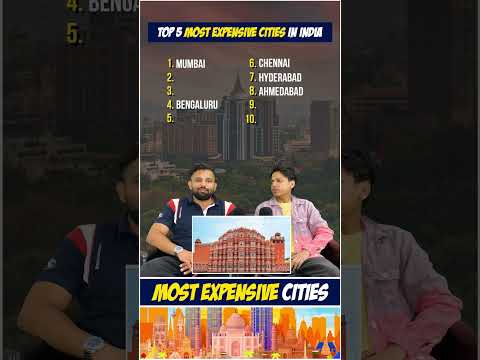 4. BENGALU
5.
TOP 5 MOST EXPENSIVE CITIES IN INDIA
1. MUMBAI
2.
3.
4. BENGALURU
5.
6. CHENNAI
7. HYDERABAD
8. AHMEDABAD
9.
10.
MOST EXPENSIVE CITIES